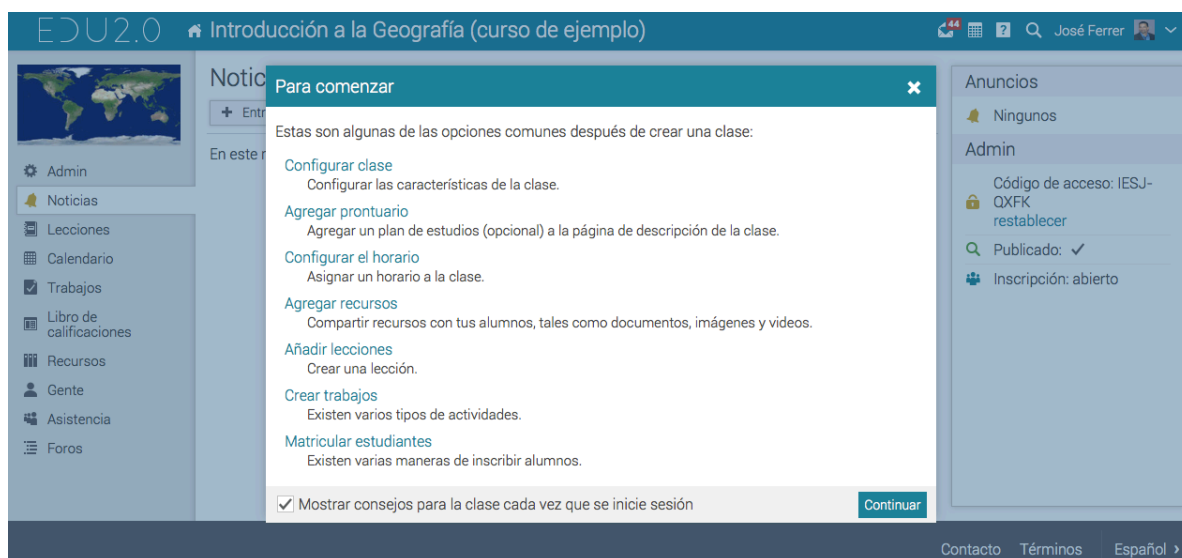 EDU2.0
Introducción a la Geografía (curso de ejemplo)
44
José Ferrer
Admin
Noticias
Lecciones
Calendario
Trabajos
Libro de
calificaciones
Recursos
Gente
Asistencia
Foros
Notic
+ Entr
En este
Para comenzar
Estas son algunas de las opciones comunes después de crear una clase:
Configurar clase
Configurar las características de la clase.
Agregar prontuario
Agregar un plan de estudios (opcional) a la página de descripción de la clase.
Configurar el horario
Asignar un horario a la clase.
Agregar recursos
Compartir recursos con tus alumnos, tales como documentos, imágenes y videos.
Añadir lecciones
Crear una lección.
Crear trabajos
Existen varios tipos de actividades.
Matricular estudiantes
Existen varias maneras de inscribir alumnos.
Mostrar consejos para la clase cada vez que se inicie sesión
Continuar
Anuncios
Ningunos
Admin
Código de acceso: IESJ-
QXFK
restablecer
Publicado: ✓
Inscripción: abierto
Contacto Términos Español ›